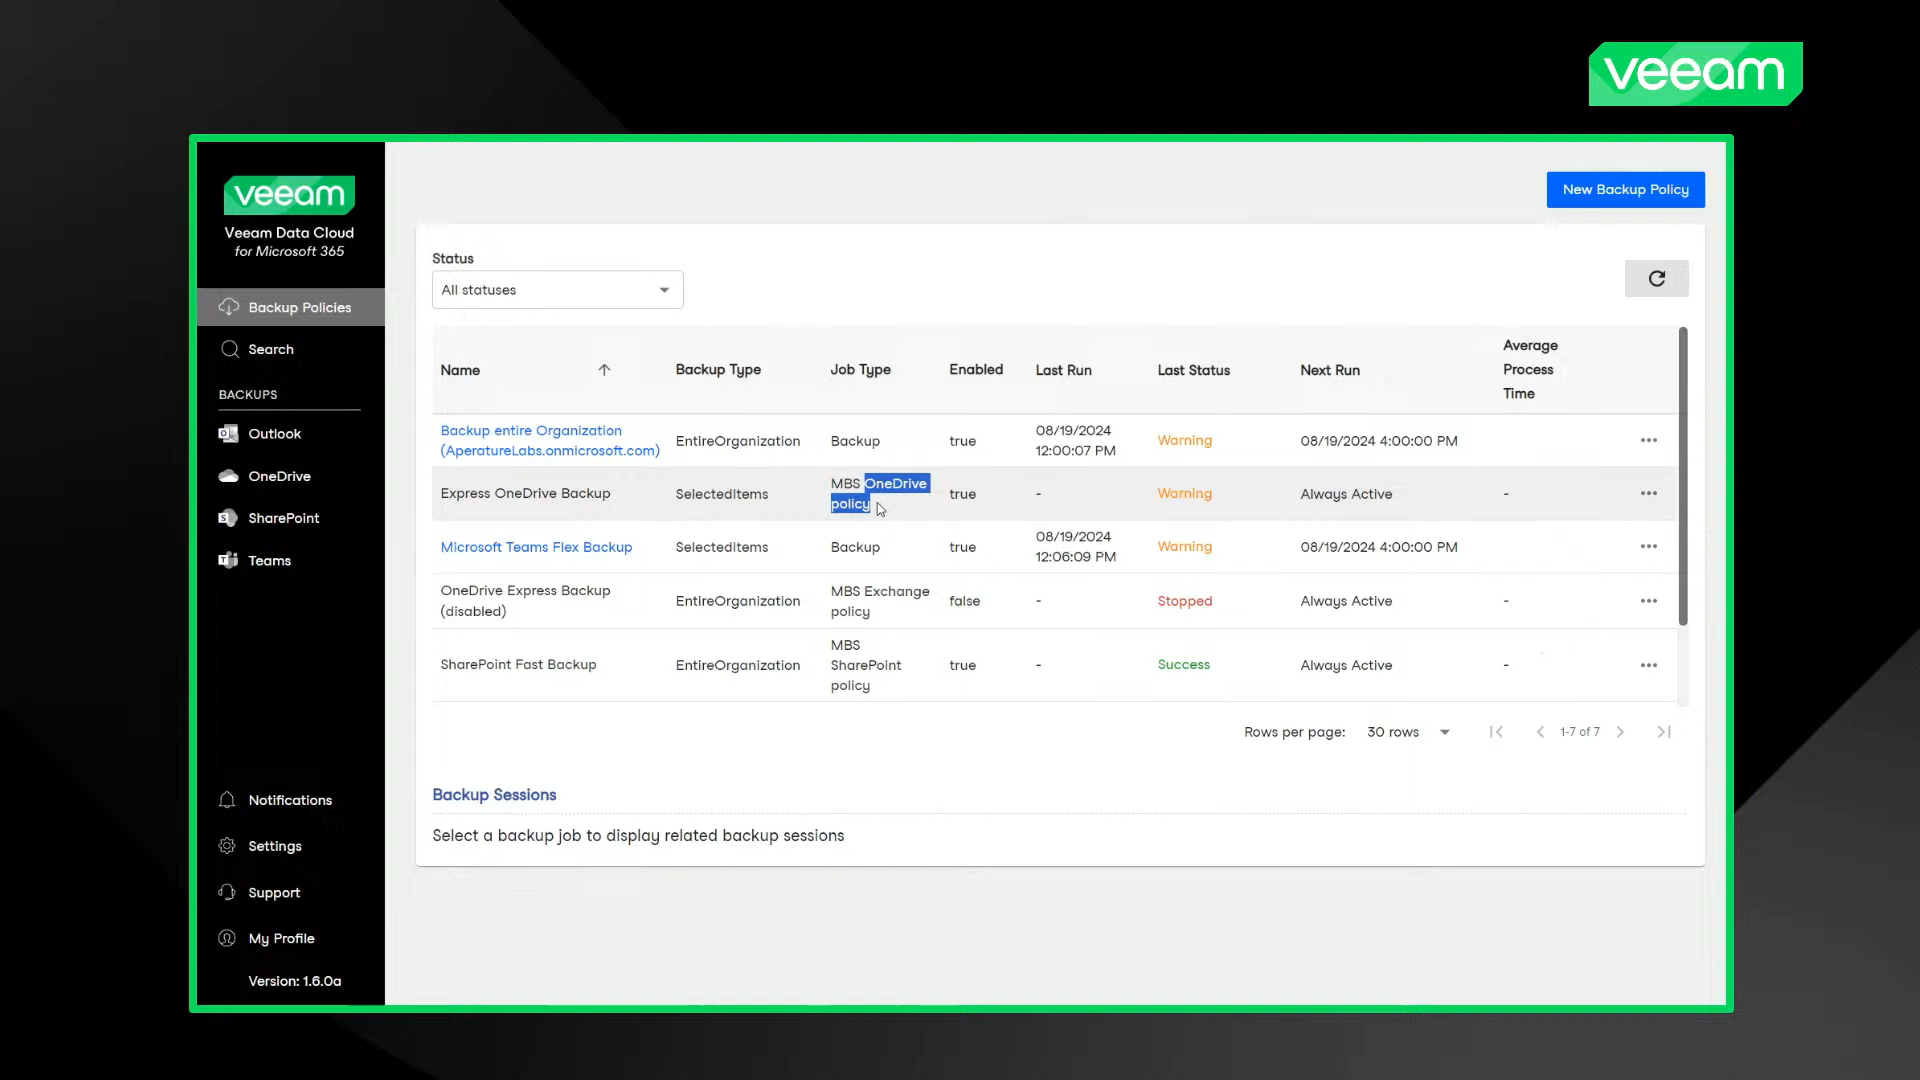 veeam
veeam
Veeam Data Cloud
for Microsoft 365
Backup Policies
Search
BACKUPS
Outlook
OneDrive
SharePoint
Teams
Notifications
Settings
Support
My Profile
Version: 1.6.0a
New Backup Policy
Status
All statuses
Name Backup Type Job Type Enabled Last Run Last Status Next Run Average
Process
Time
Backup entire Organization
(AperatureLabs.onmicrosoft.com) EntireOrganization Backup true 08/19/2024
12:00:07 PM Warning 08/19/2024 4:00:00 PM
Express OneDrive Backup SelectedItems MBS OneDrive
policy true - Warning Always Active -
Microsoft Teams Flex Backup SelectedItems Backup true 08/19/2024
12:06:09 PM Warning 08/19/2024 4:00:00 PM
OneDrive Express Backup
(disabled) EntireOrganization MBS Exchange
policy false - Stopped Always Active -
SharePoint Fast Backup EntireOrganization MBS
SharePoint
policy true - Success Always Active -
Rows per page: 30 rows 1-7 of 7
Backup Sessions
Select a backup job to display related backup sessions